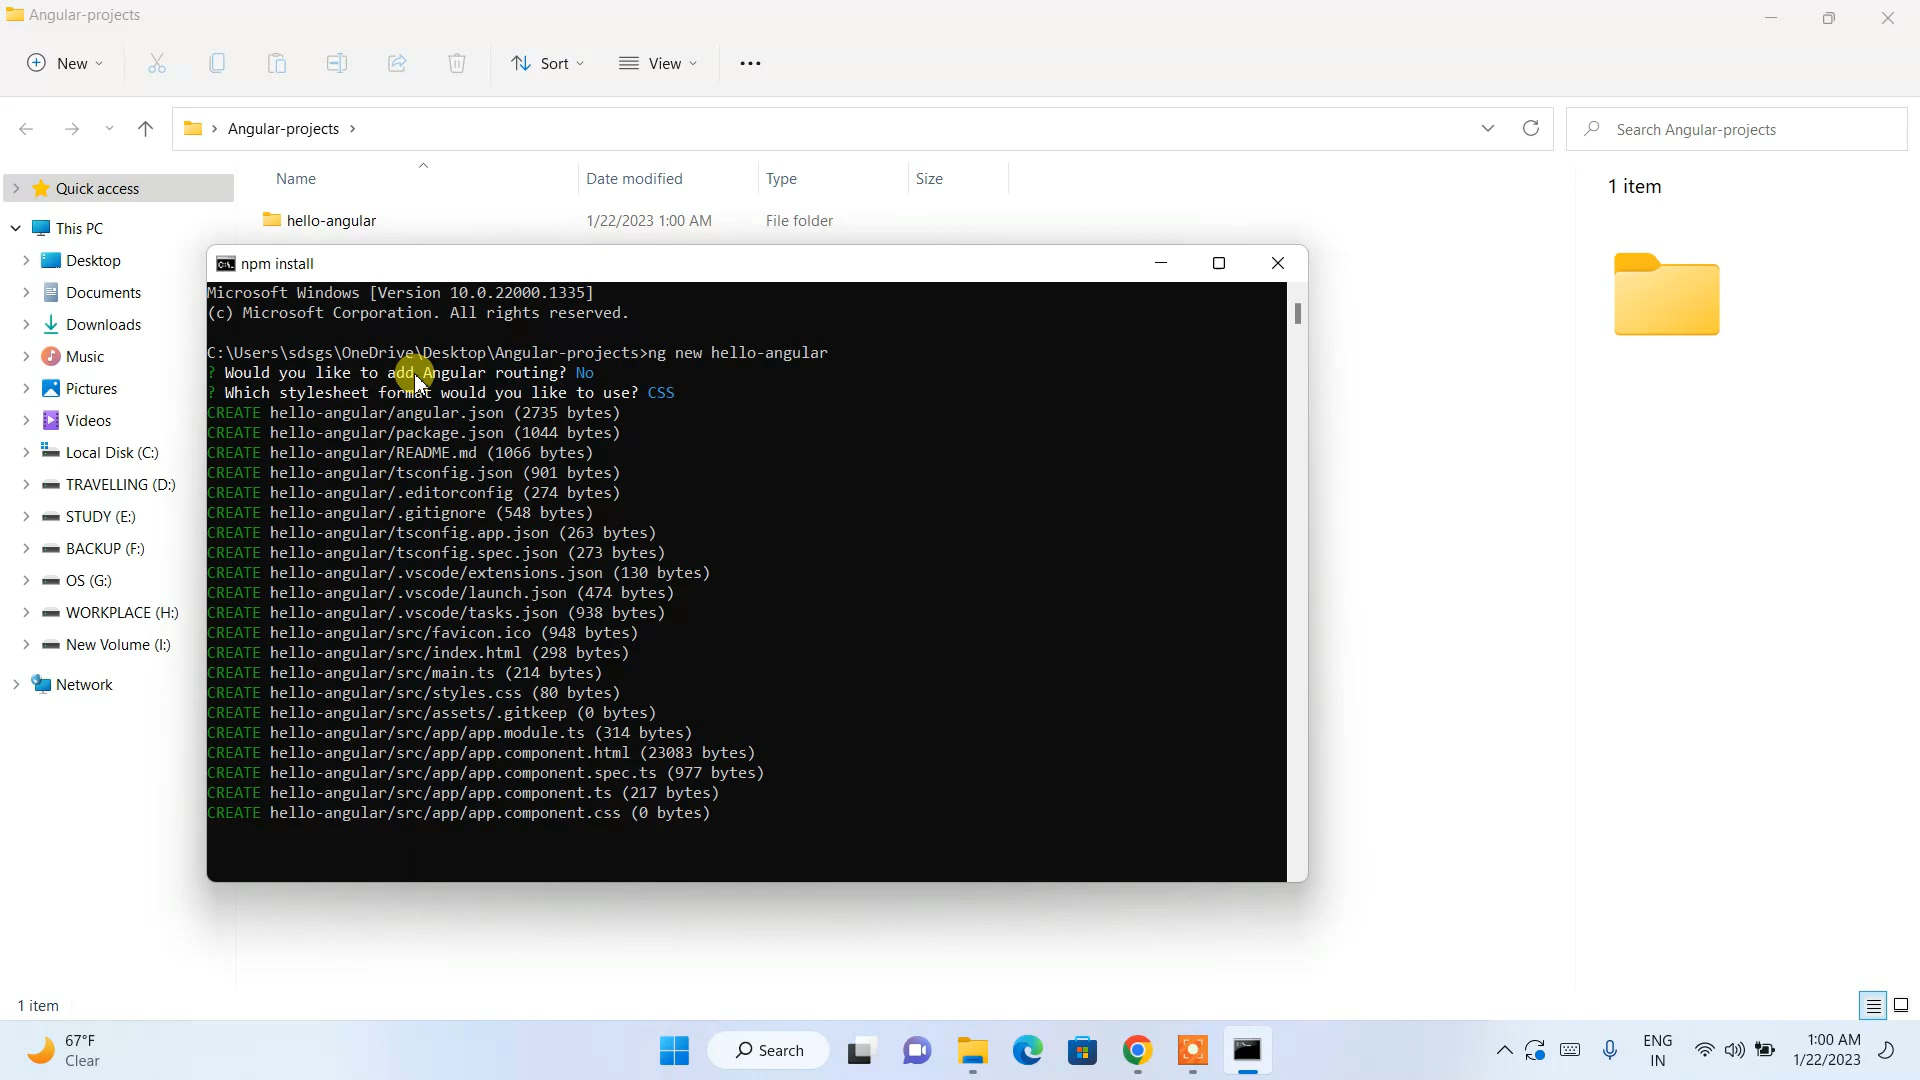 Angular-projects
New
Sort
View
Angular-projects
Search Angular-projects
Name
Date modified
Type
Size
hello-angular
1/22/2023 1:00 AM
File folder
1 item
Quick access
This PC
Desktop
Documents
Downloads
Music
Pictures
Videos
Local Disk (C:)
TRAVELLING (D:)
STUDY (E:)
BACKUP (F:)
OS (G:)
WORKPLACE (H:)
New Volume (I:)
Network
npm install
Microsoft Windows [Version 10.0.22000.1335]
(c) Microsoft Corporation. All rights reserved.
C:\Users\sdsgs\OneDrive\Desktop\Angular-projects>ng new hello-angular
? Would you like to add Angular routing? No
? Which stylesheet format would you like to use? CSS
CREATE hello-angular/angular.json (2735 bytes)
CREATE hello-angular/package.json (1044 bytes)
CREATE hello-angular/README.md (1066 bytes)
CREATE hello-angular/tsconfig.json (901 bytes)
CREATE hello-angular/.editorconfig (274 bytes)
CREATE hello-angular/.gitignore (548 bytes)
CREATE hello-angular/tsconfig.app.json (263 bytes)
CREATE hello-angular/tsconfig.spec.json (273 bytes)
CREATE hello-angular/.vscode/extensions.json (130 bytes)
CREATE hello-angular/.vscode/launch.json (474 bytes)
CREATE hello-angular/.vscode/tasks.json (938 bytes)
CREATE hello-angular/src/favicon.ico (948 bytes)
CREATE hello-angular/src/index.html (298 bytes)
CREATE hello-angular/src/main.ts (214 bytes)
CREATE hello-angular/src/styles.css (80 bytes)
CREATE hello-angular/src/assets/.gitkeep (0 bytes)
CREATE hello-angular/src/app/app.module.ts (314 bytes)
CREATE hello-angular/src/app/app.component.html (23083 bytes)
CREATE hello-angular/src/app/app.component.spec.ts (977 bytes)
CREATE hello-angular/src/app/app.component.ts (217 bytes)
CREATE hello-angular/src/app/app.component.css (0 bytes)
1 item
67°F
Clear
Search
ENG
IN
1:00 AM
1/22/2023